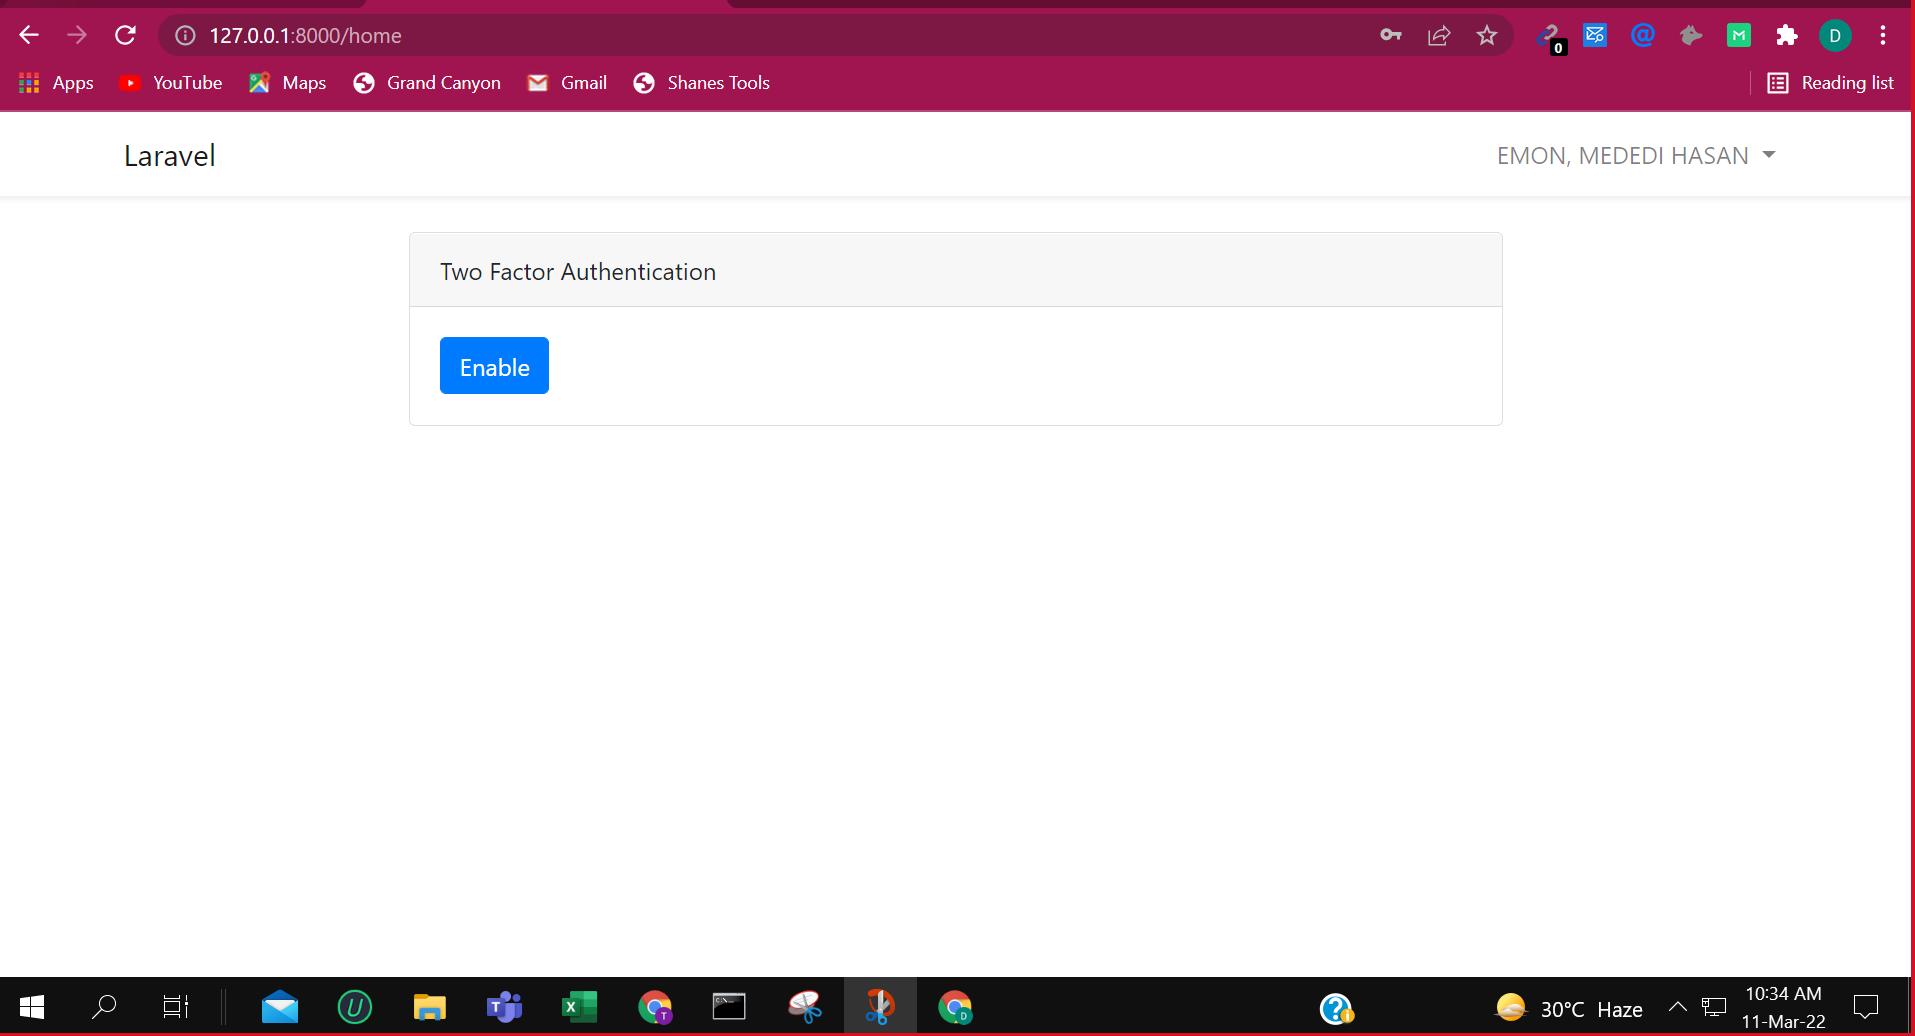 127.0.0.1:8000/home
0
M
D
Apps YouTube Maps Grand Canyon Gmail Shanes Tools Reading list
Laravel EMON, MEDEDI HASAN
Two Factor Authentication
Enable
30°C Haze
10:34 AM
11-Mar-22